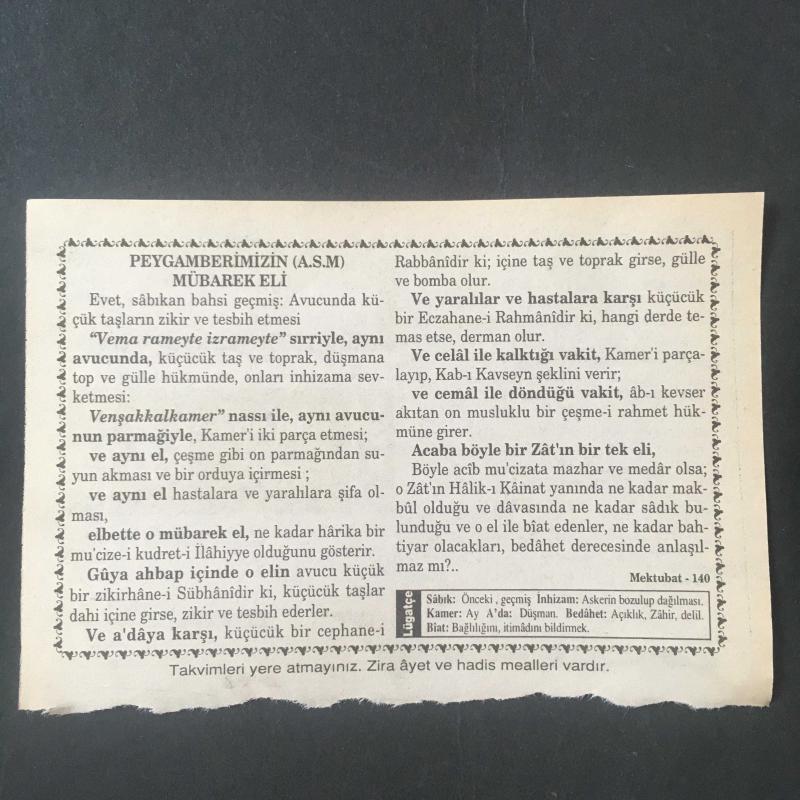 PEYGAMBERİMİZİN (A.S.M)
MÜBAREK ELİ
Evet, sâbıkan bahsi geçmiş: Avucunda kü-
çük taşların zikir ve tesbih etmesi
"Vema rameyte izrameyte" sırriyle, aynı
avucunda, küçücük taş ve toprak, düşmana
top ve gülle hükmünde, onları inhizama sev-
ketmesi:
Venşakkalkamer" nassı ile, aynı avucu-
nun parmağiyle, Kamer'i iki parça etmesi;
ve aynı el, çeşme gibi on parmağından su-
yun akması ve bir orduya içirmesi ;
ve aynı el hastalara ve yaralılara şifa ol-
ması,
elbette o mübarek el, ne kadar hârika bir
mu'cize-i kudret-i İlâhiyye olduğunu gösterir.
Gûya ahbap içinde o elin avucu küçük
bir zikirhâne-i Sübhânîdir ki, küçücük taşlar
dahi içine girse, zikir ve tesbih ederler.
Ve a'dâya karşı, küçücük bir cephane-i
Rabbânîdir ki; içine taş ve toprak girse, gülle
ve bomba olur.
Ve yaralılar ve hastalara karşı küçücük
bir Eczahane-i Rahmânîdir ki, hangi derde te-
mas etse, derman olur.
Ve celâl ile kalktığı vakit, Kamer'i parça-
layıp, Kab-ı Kavseyn şeklini verir;
ve cemâl ile döndüğü vakit, âb-ı kevser
akıtan on musluklu bir çeşme-i rahmet hük-
müne girer.
Acaba böyle bir Zât'ın bir tek eli,
Böyle acîb mu'cizata mazhar ve medâr olsa;
o Zât'ın Hâlik-ı Kâinat yanında ne kadar mak-
bûl olduğu ve dâvasında ne kadar sâdık bu-
lunduğu ve o el ile bîat edenler, ne kadar bah-
tiyar olacakları, bedâhet derecesinde anlaşıl-
maz mı?..
Mektubat - 140
Lügatçe
Sâbık: Önceki , geçmiş İnhizam: Askerin bozulup dağılması.
Kamer: Ay A'da: Düşman. Bedâhet: Açıklık, Zâhir, delil.
Bîat: Bağlılığını, itimâdını bildirmek.
Takvimleri yere atmayınız. Zira âyet ve hadis mealleri vardır.